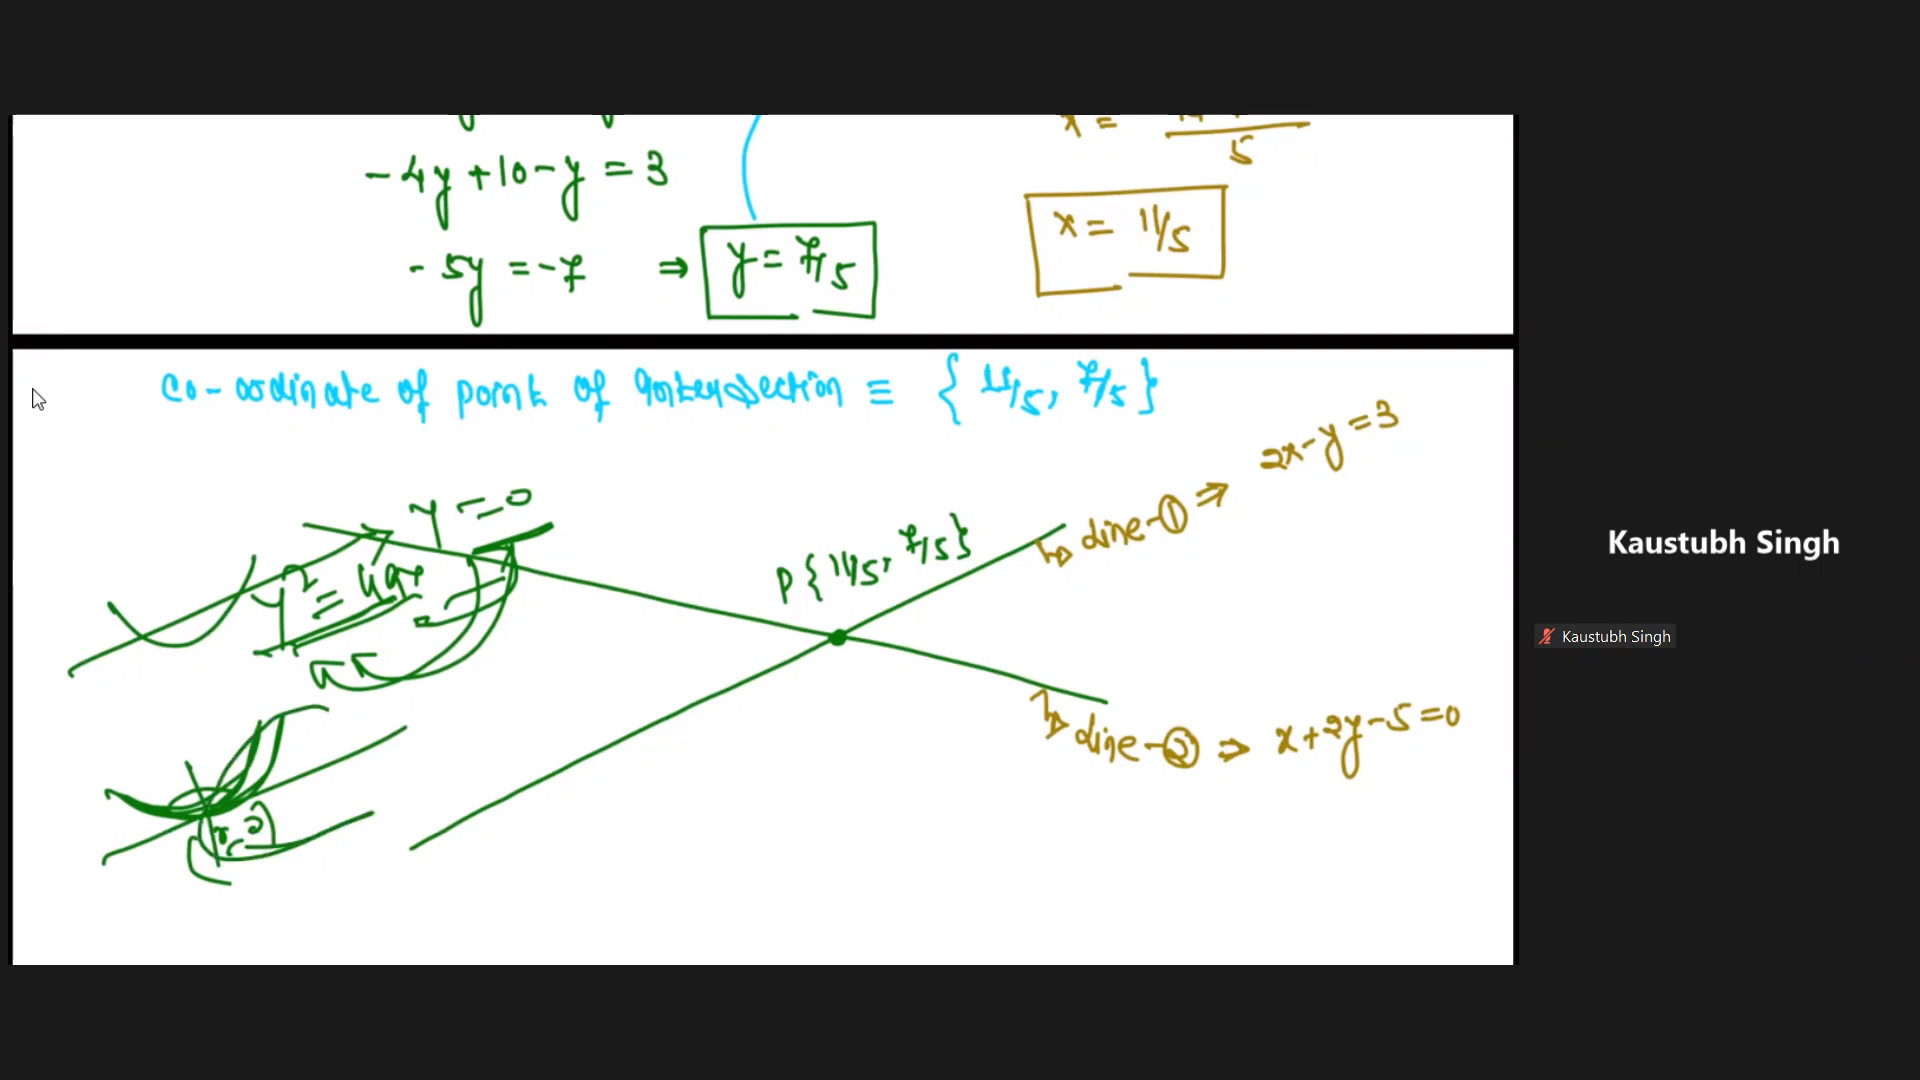 x =
5
-4y+10-y = 3
x = 11/5
-5y = -7 ⇒ y = 7/5
Co-ordinate of point of intersection ≡ { 11/5, 7/5 }
2x-y=3
Line-① ⇒
y = 0
P{11/5, 7/5}
y² = 4ax
Kaustubh Singh
Kaustubh Singh
Line-② ⇒ x+2y-5=0